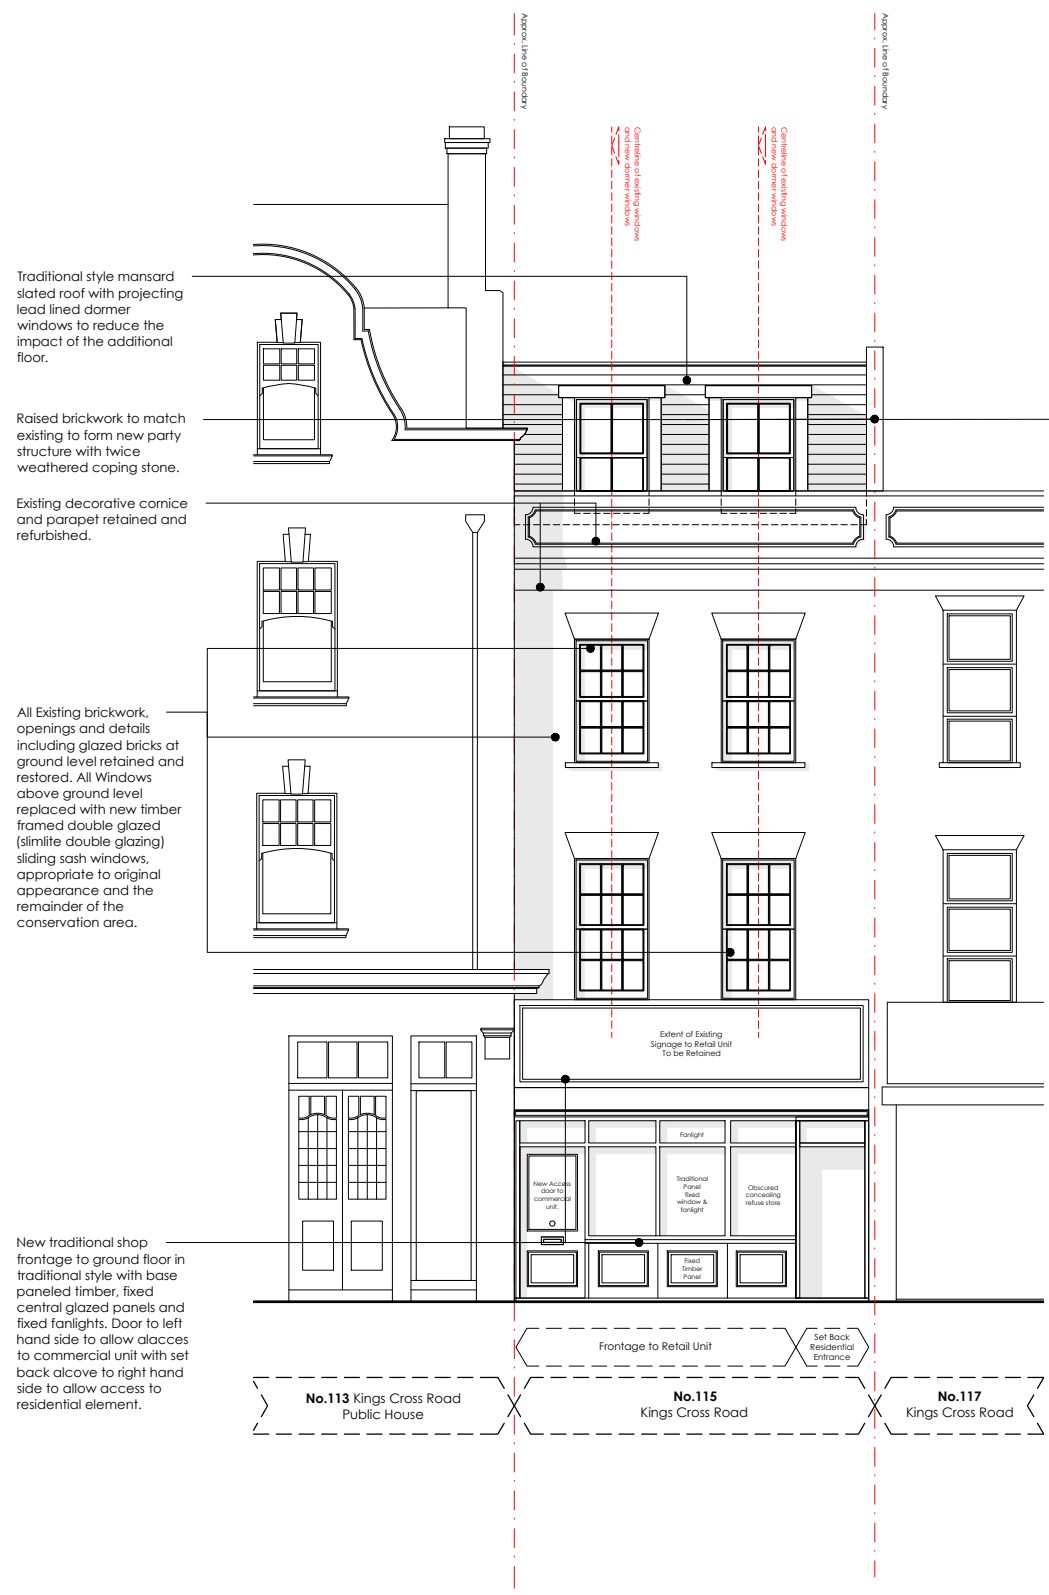 Approx. Line of Boundary
Approx. Line of Boundary
Centreline of existing windows
and new dormer windows
Centreline of existing windows
and new dormer windows
Traditional style mansard
slated roof with projecting
lead lined dormer
windows to reduce the
impact of the additional
floor.
Raised brickwork to match
existing to form new party
structure with twice
weathered coping stone.
Existing decorative cornice
and parapet retained and
refurbished.
All Existing brickwork,
openings and details
including glazed bricks at
ground level retained and
restored. All Windows
above ground level
replaced with new timber
framed double glazed
(slimlite double glazing)
sliding sash windows,
appropriate to original
appearance and the
remainder of the
conservation area.
Extent of Existing
Signage to Retail Unit
To be Retained
Fanlight
New Access
door to
commercial
unit.
Traditional
Panel
fixed
window &
fanlight
Obscured
concealing
refuse store
Fixed
Timber
Panel
New traditional shop
frontage to ground floor in
traditional style with base
paneled timber, fixed
central glazed panels and
fixed fanlights. Door to left
hand side to allow alacces
to commercial unit with set
back alcove to right hand
side to allow access to
residential element.
Frontage to Retail Unit
Set Back
Residential
Entrance
No.113 Kings Cross Road
Public House
No.115
Kings Cross Road
No.117
Kings Cross Road